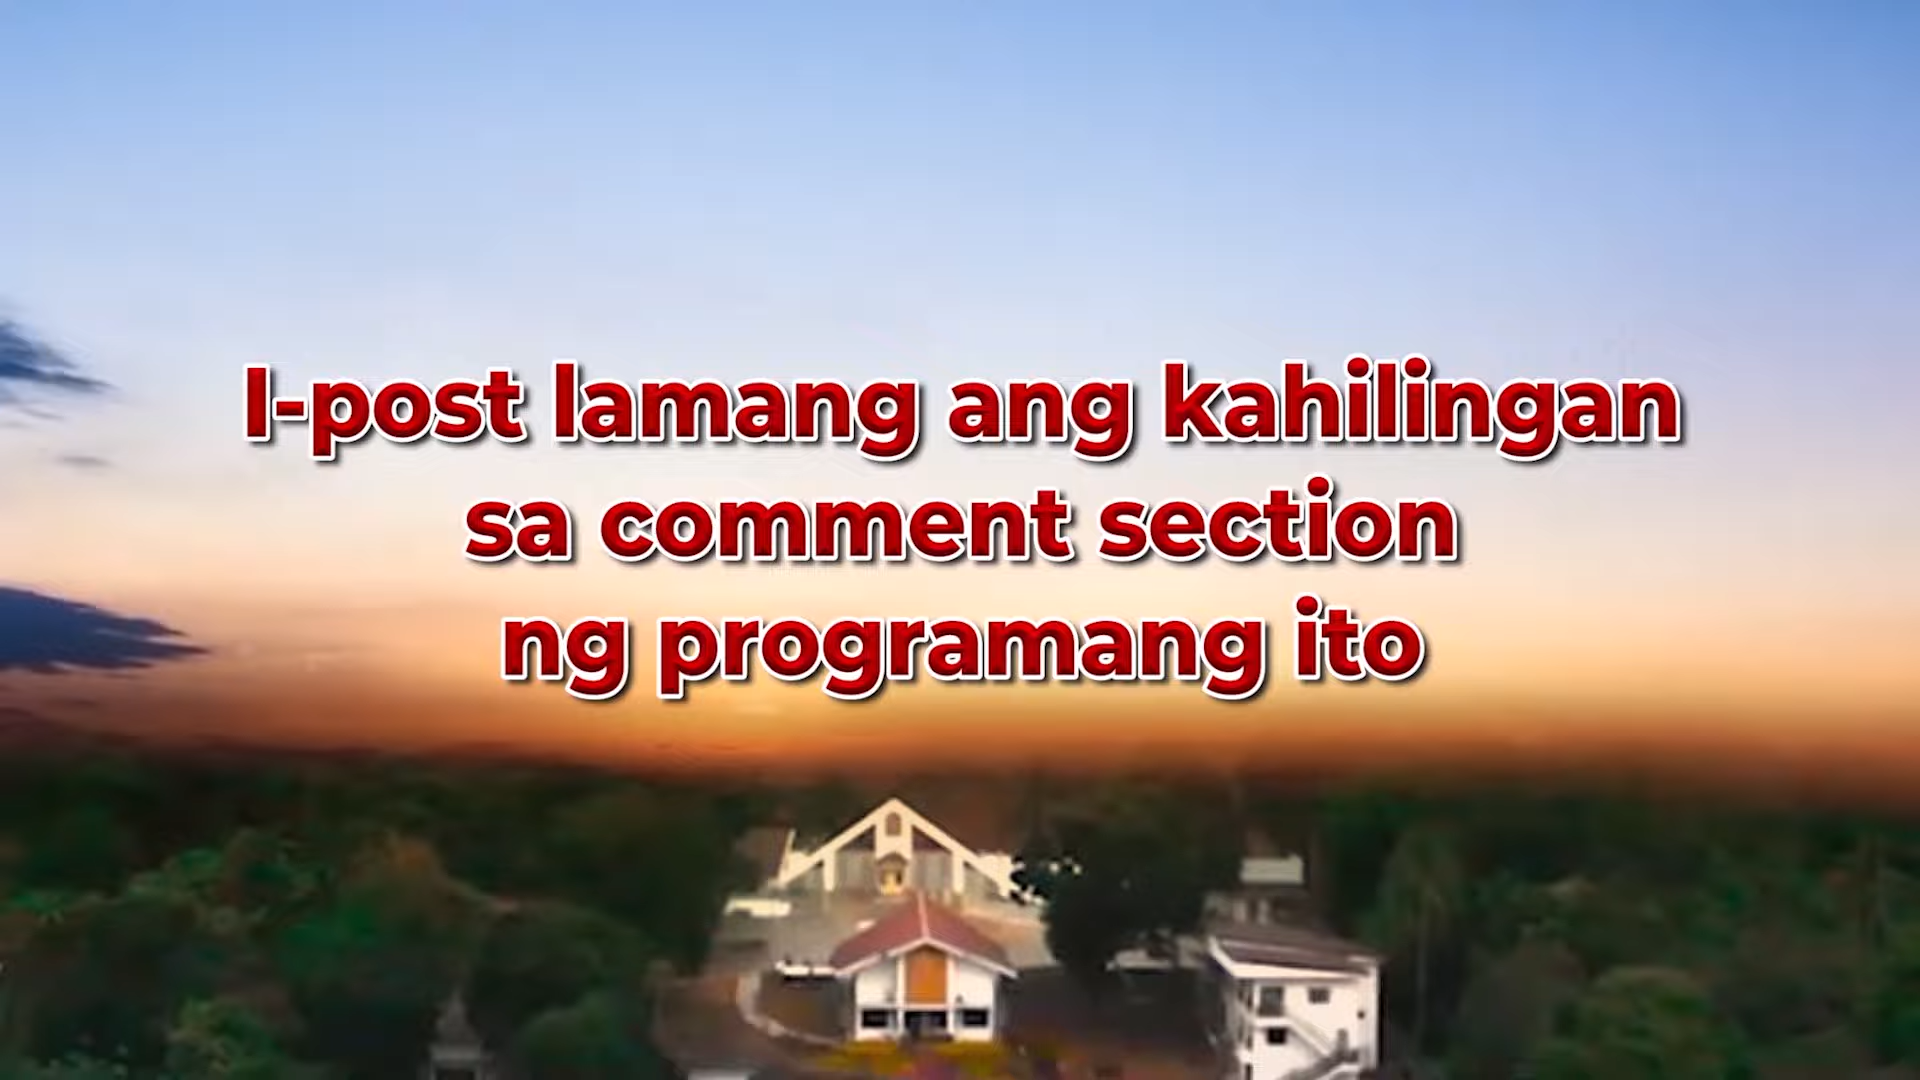 I-post lamang ang kahilingan
sa comment section
ng programang ito